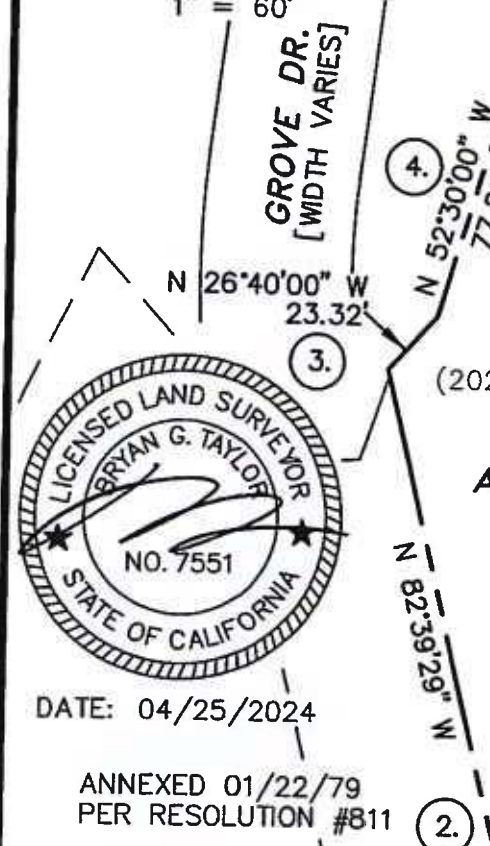 1" = 60'
GROVE DR.
[WIDTH VARIES]
4.
N 52°30'00" W
N 26°40'00" W
23.32'
3.
(202
LICENSED LAND SURVEYOR
BRYAN G. TAYLOR
NO. 7551
STATE OF CALIFORNIA
N 82°39'29" W
DATE: 04/25/2024
ANNEXED 01/22/79
PER RESOLUTION #811
2.